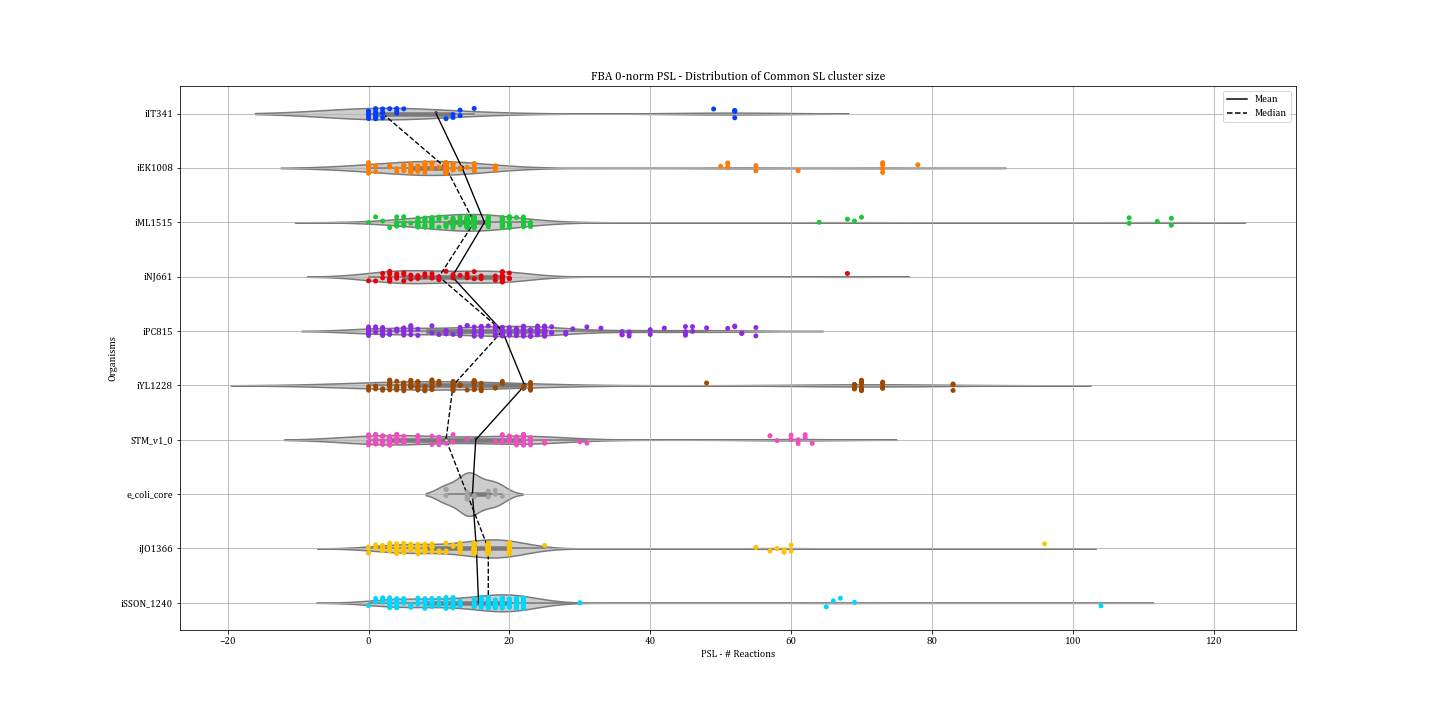 FBA 0-norm PSL - Distribution of Common SL cluster size
Mean
Median
Organisms
iIT341
iEK1008
iML1515
iNJ661
iPC815
iYL1228
STM_v1_0
e_coli_core
iJO1366
iSSON_1240
−20 0 20 40 60 80 100 120
PSL - # Reactions